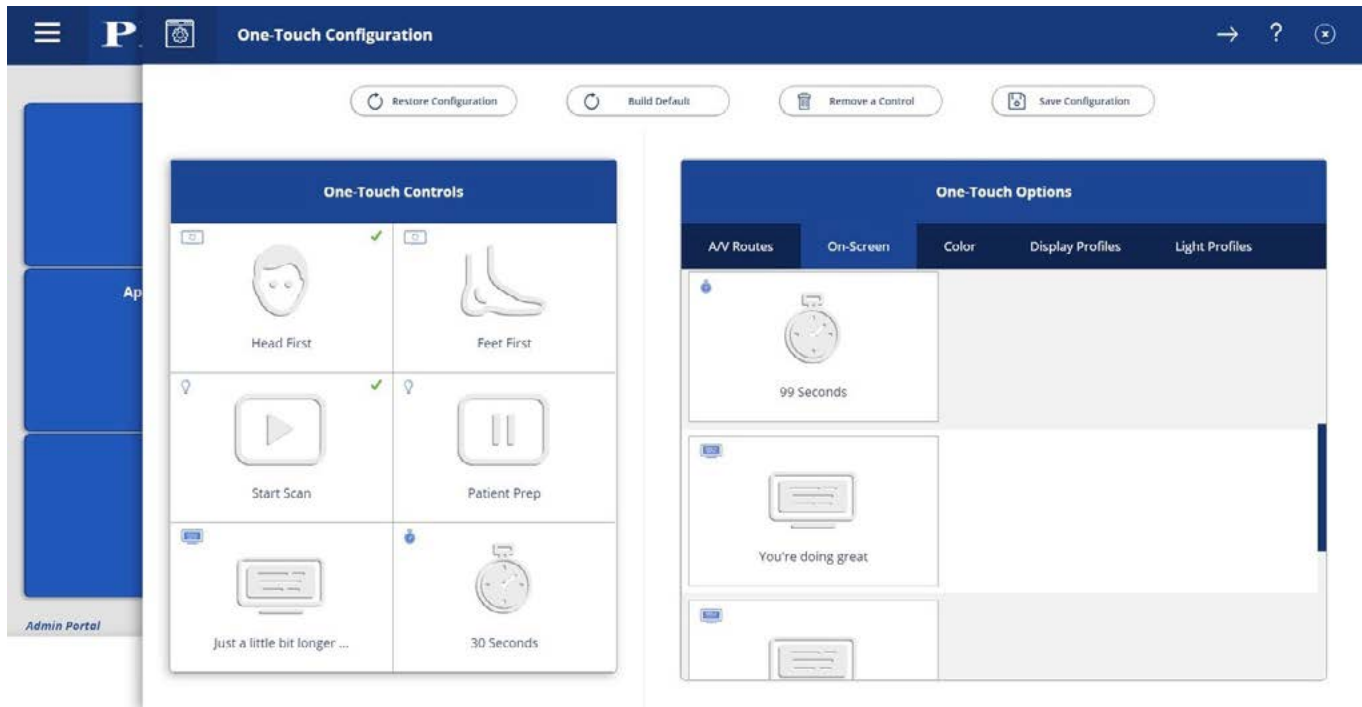 P
One-Touch Configuration
?
Restore Configuration
Build Default
Remove a Control
Save Configuration
One-Touch Controls
One-Touch Options
A/V Routes
On-Screen
Color
Display Profiles
Light Profiles
Ap
Head First
Feet First
99 Seconds
Start Scan
Patient Prep
You're doing great
Just a little bit longer ...
30 Seconds
Admin Portal